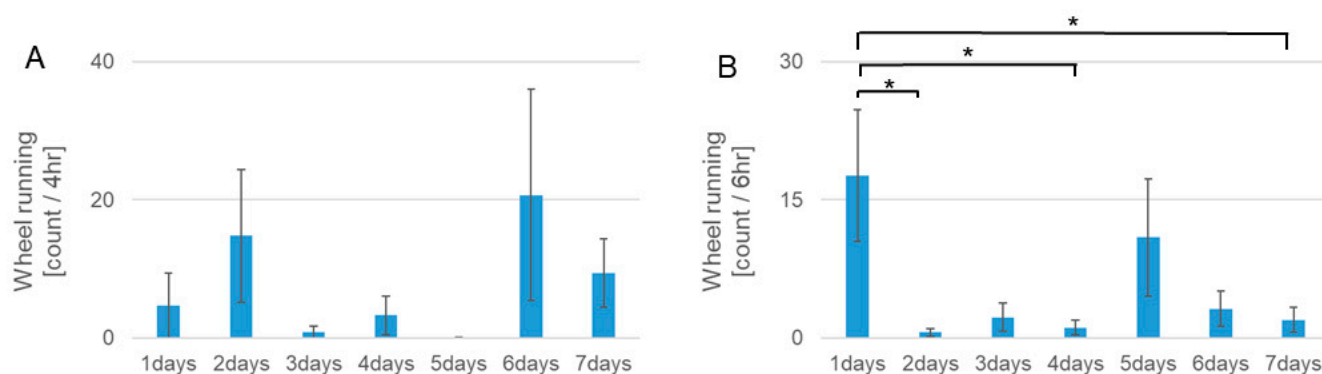 A
Wheel running
[count / 4hr]
40
20
0
1days 2days 3days 4days 5days 6days 7days
B
Wheel running
[count / 6hr]
30
15
0
*
*
*
1days 2days 3days 4days 5days 6days 7days